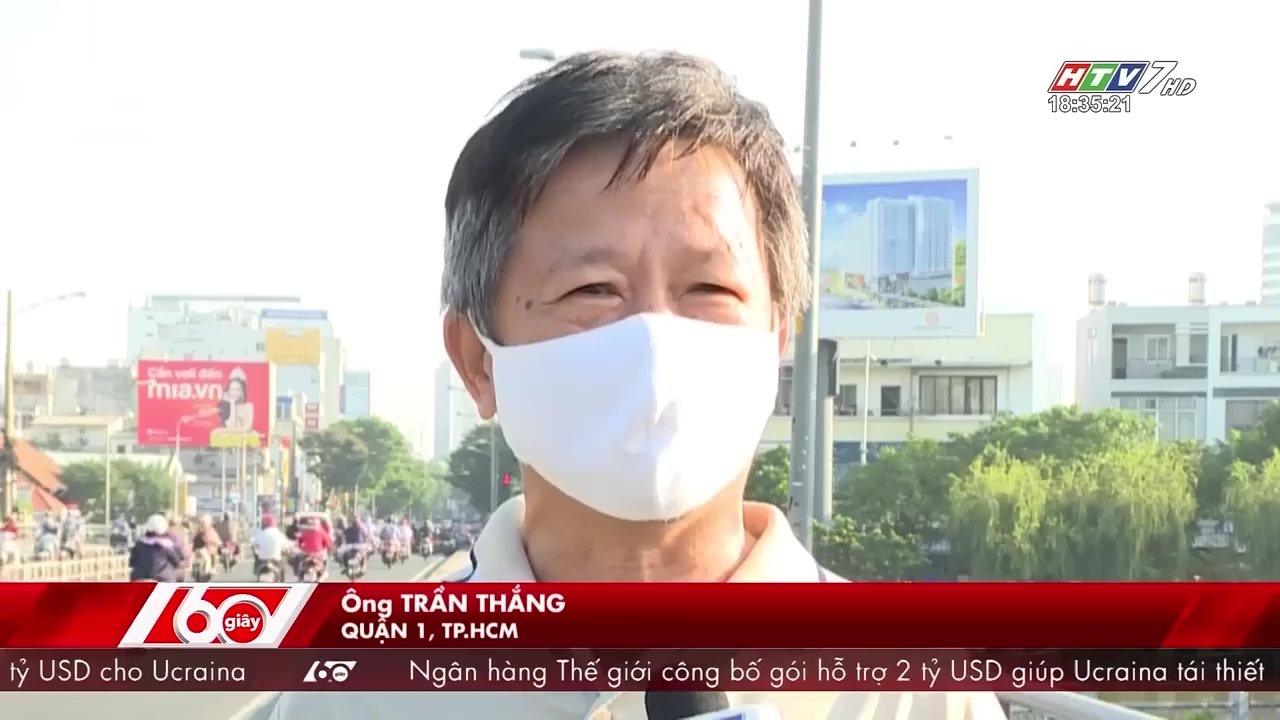 HTV7 HD
18:35:21
Cần vali đến
mia.vn
60 giây
Ông TRẦN THẮNG
QUẬN 1, TP.HCM
tỷ USD cho Ucraina 60 giây Ngân hàng Thế giới công bố gói hỗ trợ 2 tỷ USD giúp Ucraina tái thiết